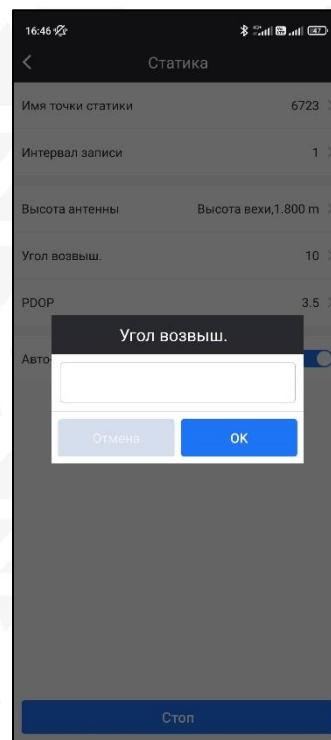 16:46
47
Статика
Имя точки статики 6723
Интервал записи 1
Высота антенны Высота вехи,1.800 m
Угол возвыш. 10
PDOP 3.5
Авто-
Угол возвыш.
Отмена OK
Стоп